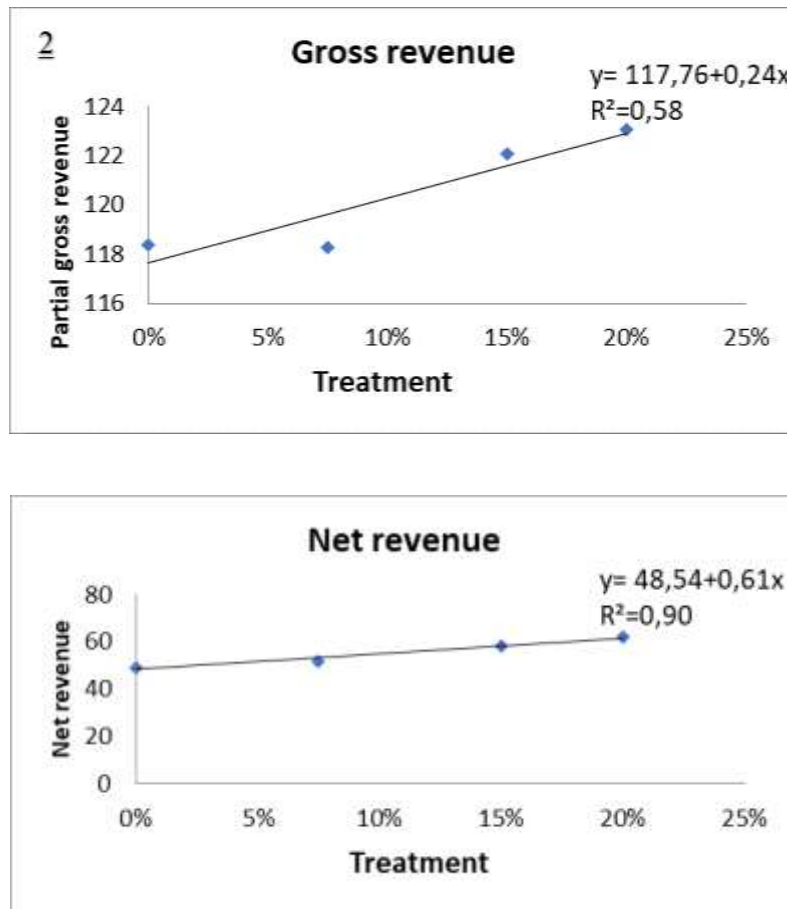 2
Gross revenue
y= 117,76+0,24x
R²=0,58
124
122
120
118
116
Partial gross revenue
0% 5% 10% 15% 20% 25%
Treatment
Net revenue
y= 48,54+0,61x
R²=0,90
80
60
40
20
0
Net revenue
0% 5% 10% 15% 20% 25%
Treatment